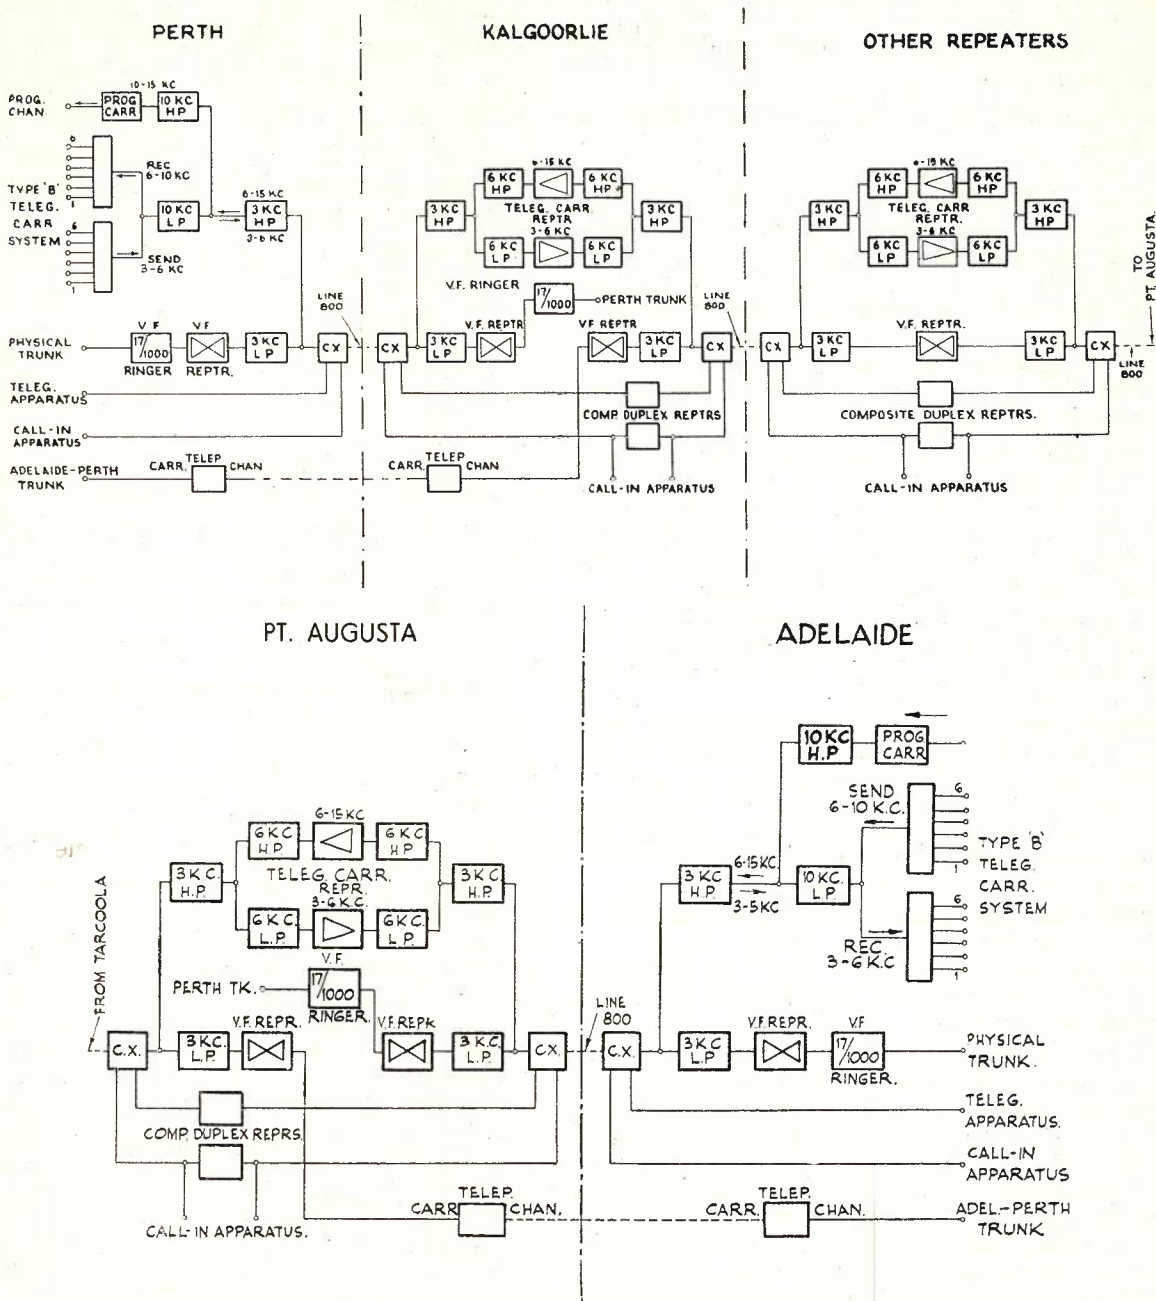 PERTH
KALGOORLIE
OTHER REPEATERS
10-15 KC
PROG.
CHAN.
PROG
CARR
10 KC
HP
6
REC
6-10 KC
TYPE 'B'
TELEG.
CARR
SYSTEM
1
10 KC
LP
6-15 KC
3 KC
HP
3-6 KC
6
SEND
3-6 KC
1
LINE
800
PHYSICAL
TRUNK
V F
17/1000
RINGER
V F
REPTR.
3 KC
LP
CX
TELEG.
APPARATUS
CALL-IN
APPARATUS
ADELAIDE-PERTH
TRUNK
CARR.
TELEP
CHAN
6-15 KC
6 KC
HP
6 KC
HP
3 KC
HP
TELEG. CARR.
REPTR
3-6 KC
3 KC
HP
6 KC
LP
6 KC
LP
V.F. RINGER
17/1000
PERTH TRUNK
LINE
800
CX
3 KC
LP
V.F. REPTR
V F REPTR
3 KC
LP
CX
COMP. DUPLEX REPTRS
CARR.
TELEP
CHAN
CALL-IN APPARATUS
6-15 KC
6 KC
HP
6 KC
HP
3 KC
HP
TELEG. CARR
REPTR.
3-6 KC
3 KC
HP
6 KC
LP
6 KC
LP
CX
3 KC
LP
V.F. REPTR.
3 KC
LP
CX
TO
PT. AUGUSTA
LINE
800
COMPOSITE DUPLEX REPTRS.
CALL-IN APPARATUS
PT. AUGUSTA
ADELAIDE
6-15 KC
6 KC
H.P.
6 KC
H.P
3 K C.
H.P.
TELEG. CARR.
REPR.
3-6 K.C.
3 KC
H.P.
6 KC.
L.P.
6 KC.
L.P.
FROM TARCOOLA
PERTH TK.
V.F.
17/1000
RINGER.
C.X.
3 KC.
L.P.
V.F. REPR.
V.F. REPR
3 K C.
L.P.
CX.
COMP. DUPLEX REPRS.
CALL-IN APPARATUS.
CARR
TELEP.
CHAN.
LINE
800
10 KC
H.P
PROG
CARR
SEND
6-10 K.C.
6
1
TYPE 'B'
TELEG.
CARR.
SYSTEM
6-15 KC
3 KC
H.P.
3-5 KC
10 KC
L.P.
REC.
3-6 K.C
6
1
C.X.
3 KC
L.P
V.F. REPR.
V.F
17/1000
RINGER.
PHYSICAL
TRUNK.
TELEG.
APPARATUS.
CALL-IN
APPARATUS
CARR.
TELEP.
CHAN.
ADEL.-PERTH
TRUNK